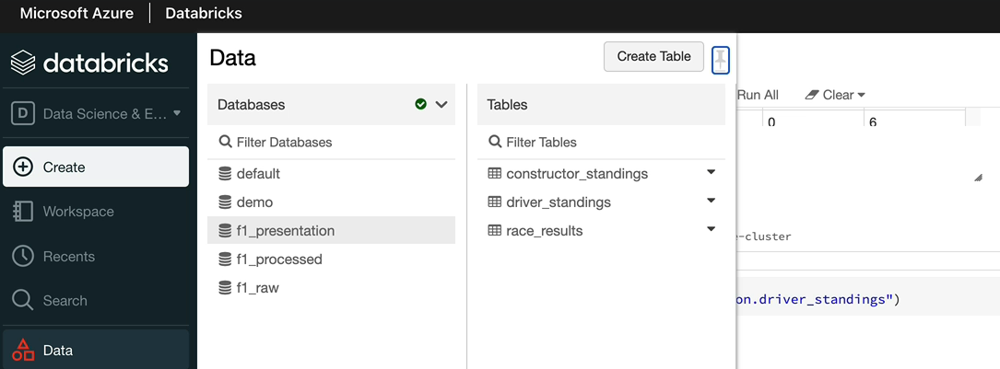 Microsoft Azure | Databricks
databricks
D Data Science & E...
Create
Workspace
Recents
Search
Data
Data
Create Table
Databases
Filter Databases
default
demo
f1_presentation
f1_processed
f1_raw
Tables
Filter Tables
constructor_standings
driver_standings
race_results
Run All Clear
0 6
e-cluster
on.driver_standings")